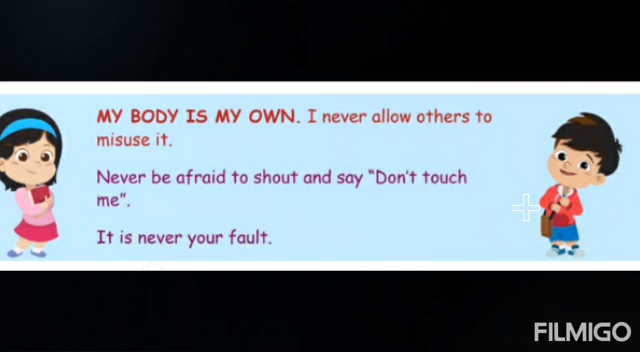 MY BODY IS MY OWN. I never allow others to
misuse it.
Never be afraid to shout and say “Don’t touch
me”.
It is never your fault.
FILMIGO